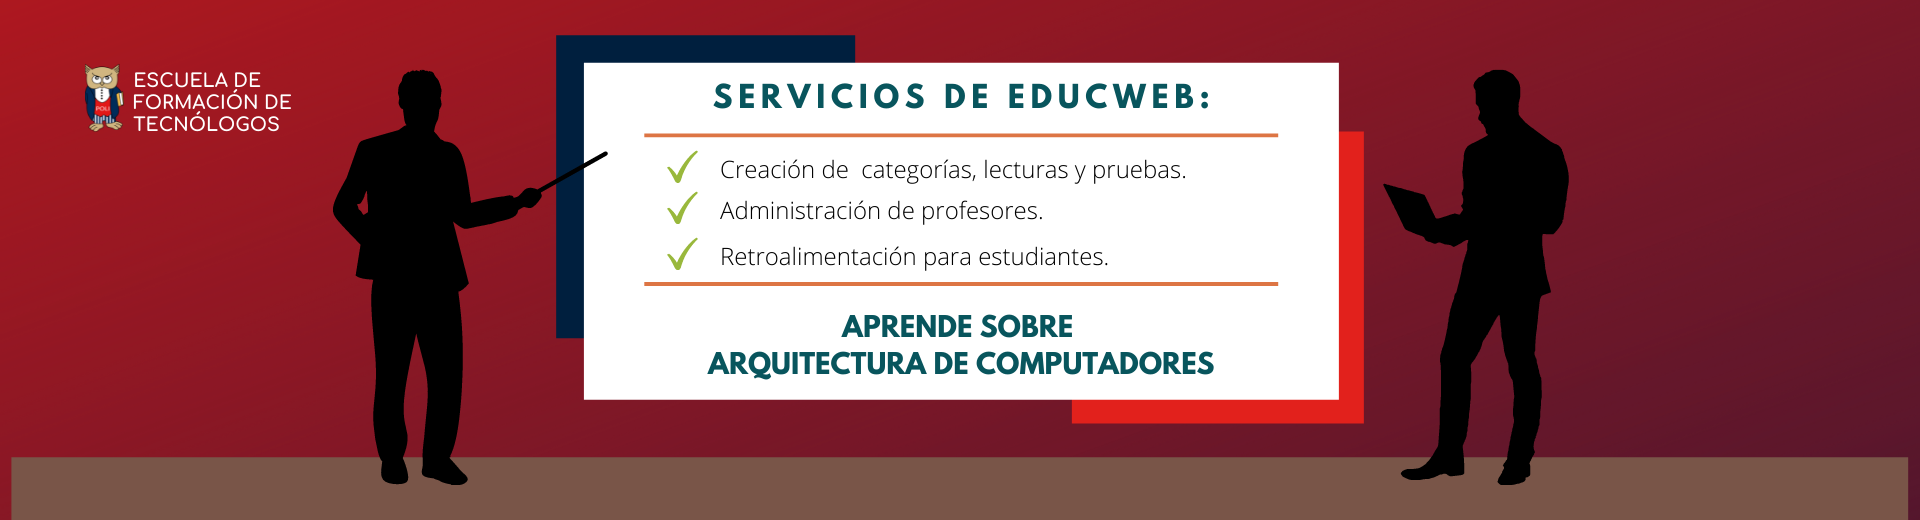 ESCUELA DE
FORMACIÓN DE
TECNÓLOGOS
POLI
SERVICIOS DE EDUCWEB:
Creación de  categorías, lecturas y pruebas.
Administración de profesores.
Retroalimentación para estudiantes.
APRENDE SOBRE
ARQUITECTURA DE COMPUTADORES